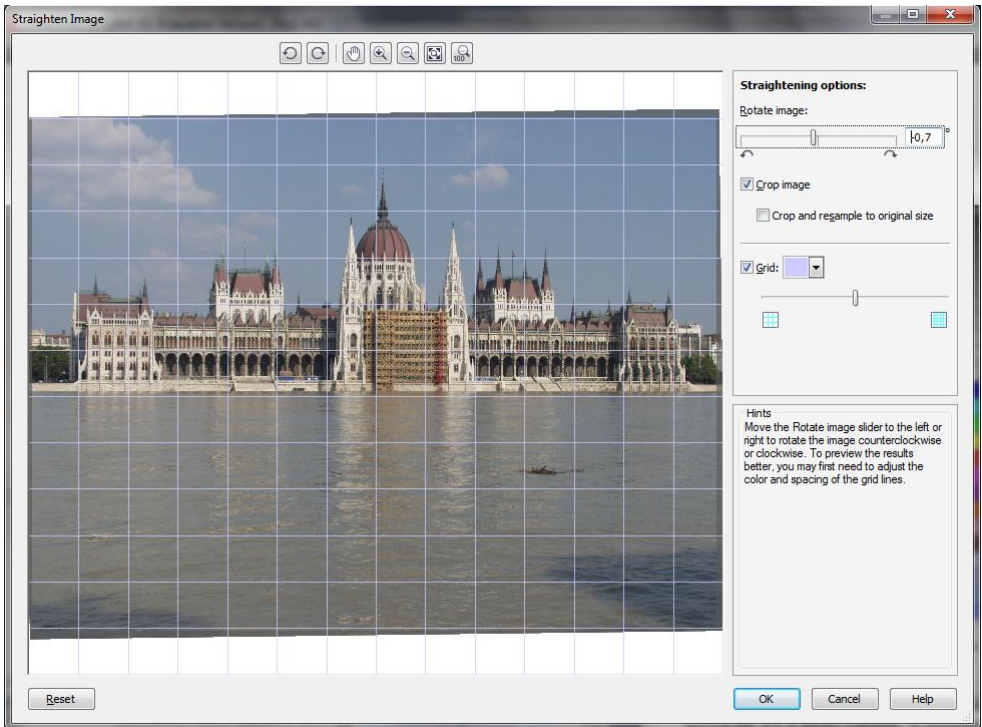 Straighten Image
100
Straightening options:
Rotate image:
-0,7 °
Crop image
Crop and resample to original size
Grid:
Hints
Move the Rotate image slider to the left or
right to rotate the image counterclockwise
or clockwise. To preview the results
better, you may first need to adjust the
color and spacing of the grid lines.
Reset
OK
Cancel
Help